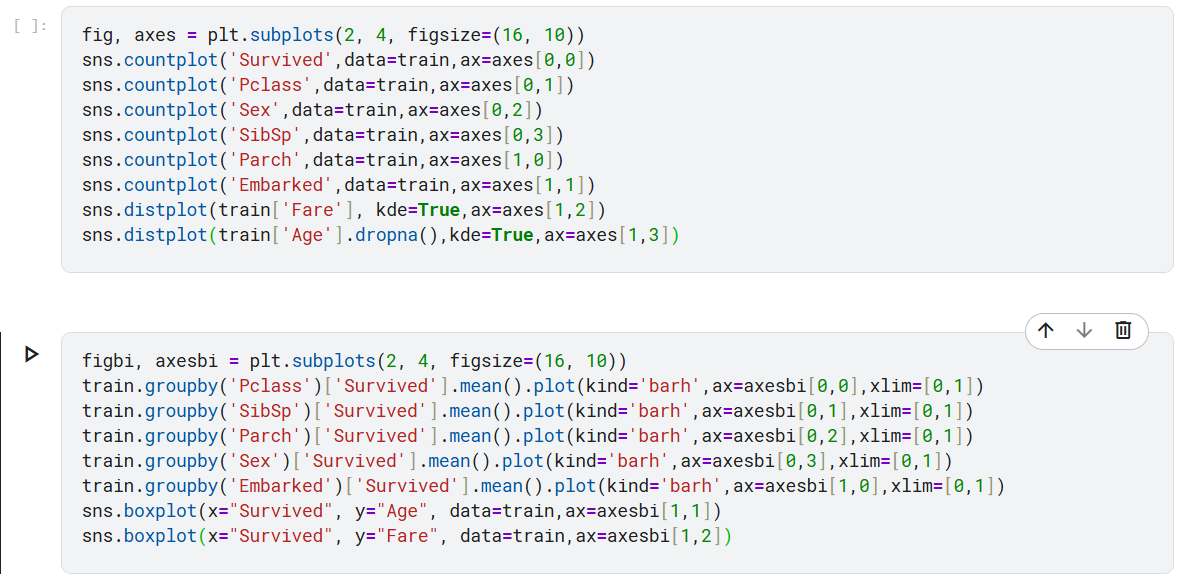 [ ]:
fig, axes = plt.subplots(2, 4, figsize=(16, 10))
sns.countplot('Survived',data=train,ax=axes[0,0])
sns.countplot('Pclass',data=train,ax=axes[0,1])
sns.countplot('Sex',data=train,ax=axes[0,2])
sns.countplot('SibSp',data=train,ax=axes[0,3])
sns.countplot('Parch',data=train,ax=axes[1,0])
sns.countplot('Embarked',data=train,ax=axes[1,1])
sns.distplot(train['Fare'], kde=True,ax=axes[1,2])
sns.distplot(train['Age'].dropna(),kde=True,ax=axes[1,3])
figbi, axesbi = plt.subplots(2, 4, figsize=(16, 10))
train.groupby('Pclass')['Survived'].mean().plot(kind='barh',ax=axesbi[0,0],xlim=[0,1])
train.groupby('SibSp')['Survived'].mean().plot(kind='barh',ax=axesbi[0,1],xlim=[0,1])
train.groupby('Parch')['Survived'].mean().plot(kind='barh',ax=axesbi[0,2],xlim=[0,1])
train.groupby('Sex')['Survived'].mean().plot(kind='barh',ax=axesbi[0,3],xlim=[0,1])
train.groupby('Embarked')['Survived'].mean().plot(kind='barh',ax=axesbi[1,0],xlim=[0,1])
sns.boxplot(x="Survived", y="Age", data=train,ax=axesbi[1,1])
sns.boxplot(x="Survived", y="Fare", data=train,ax=axesbi[1,2])